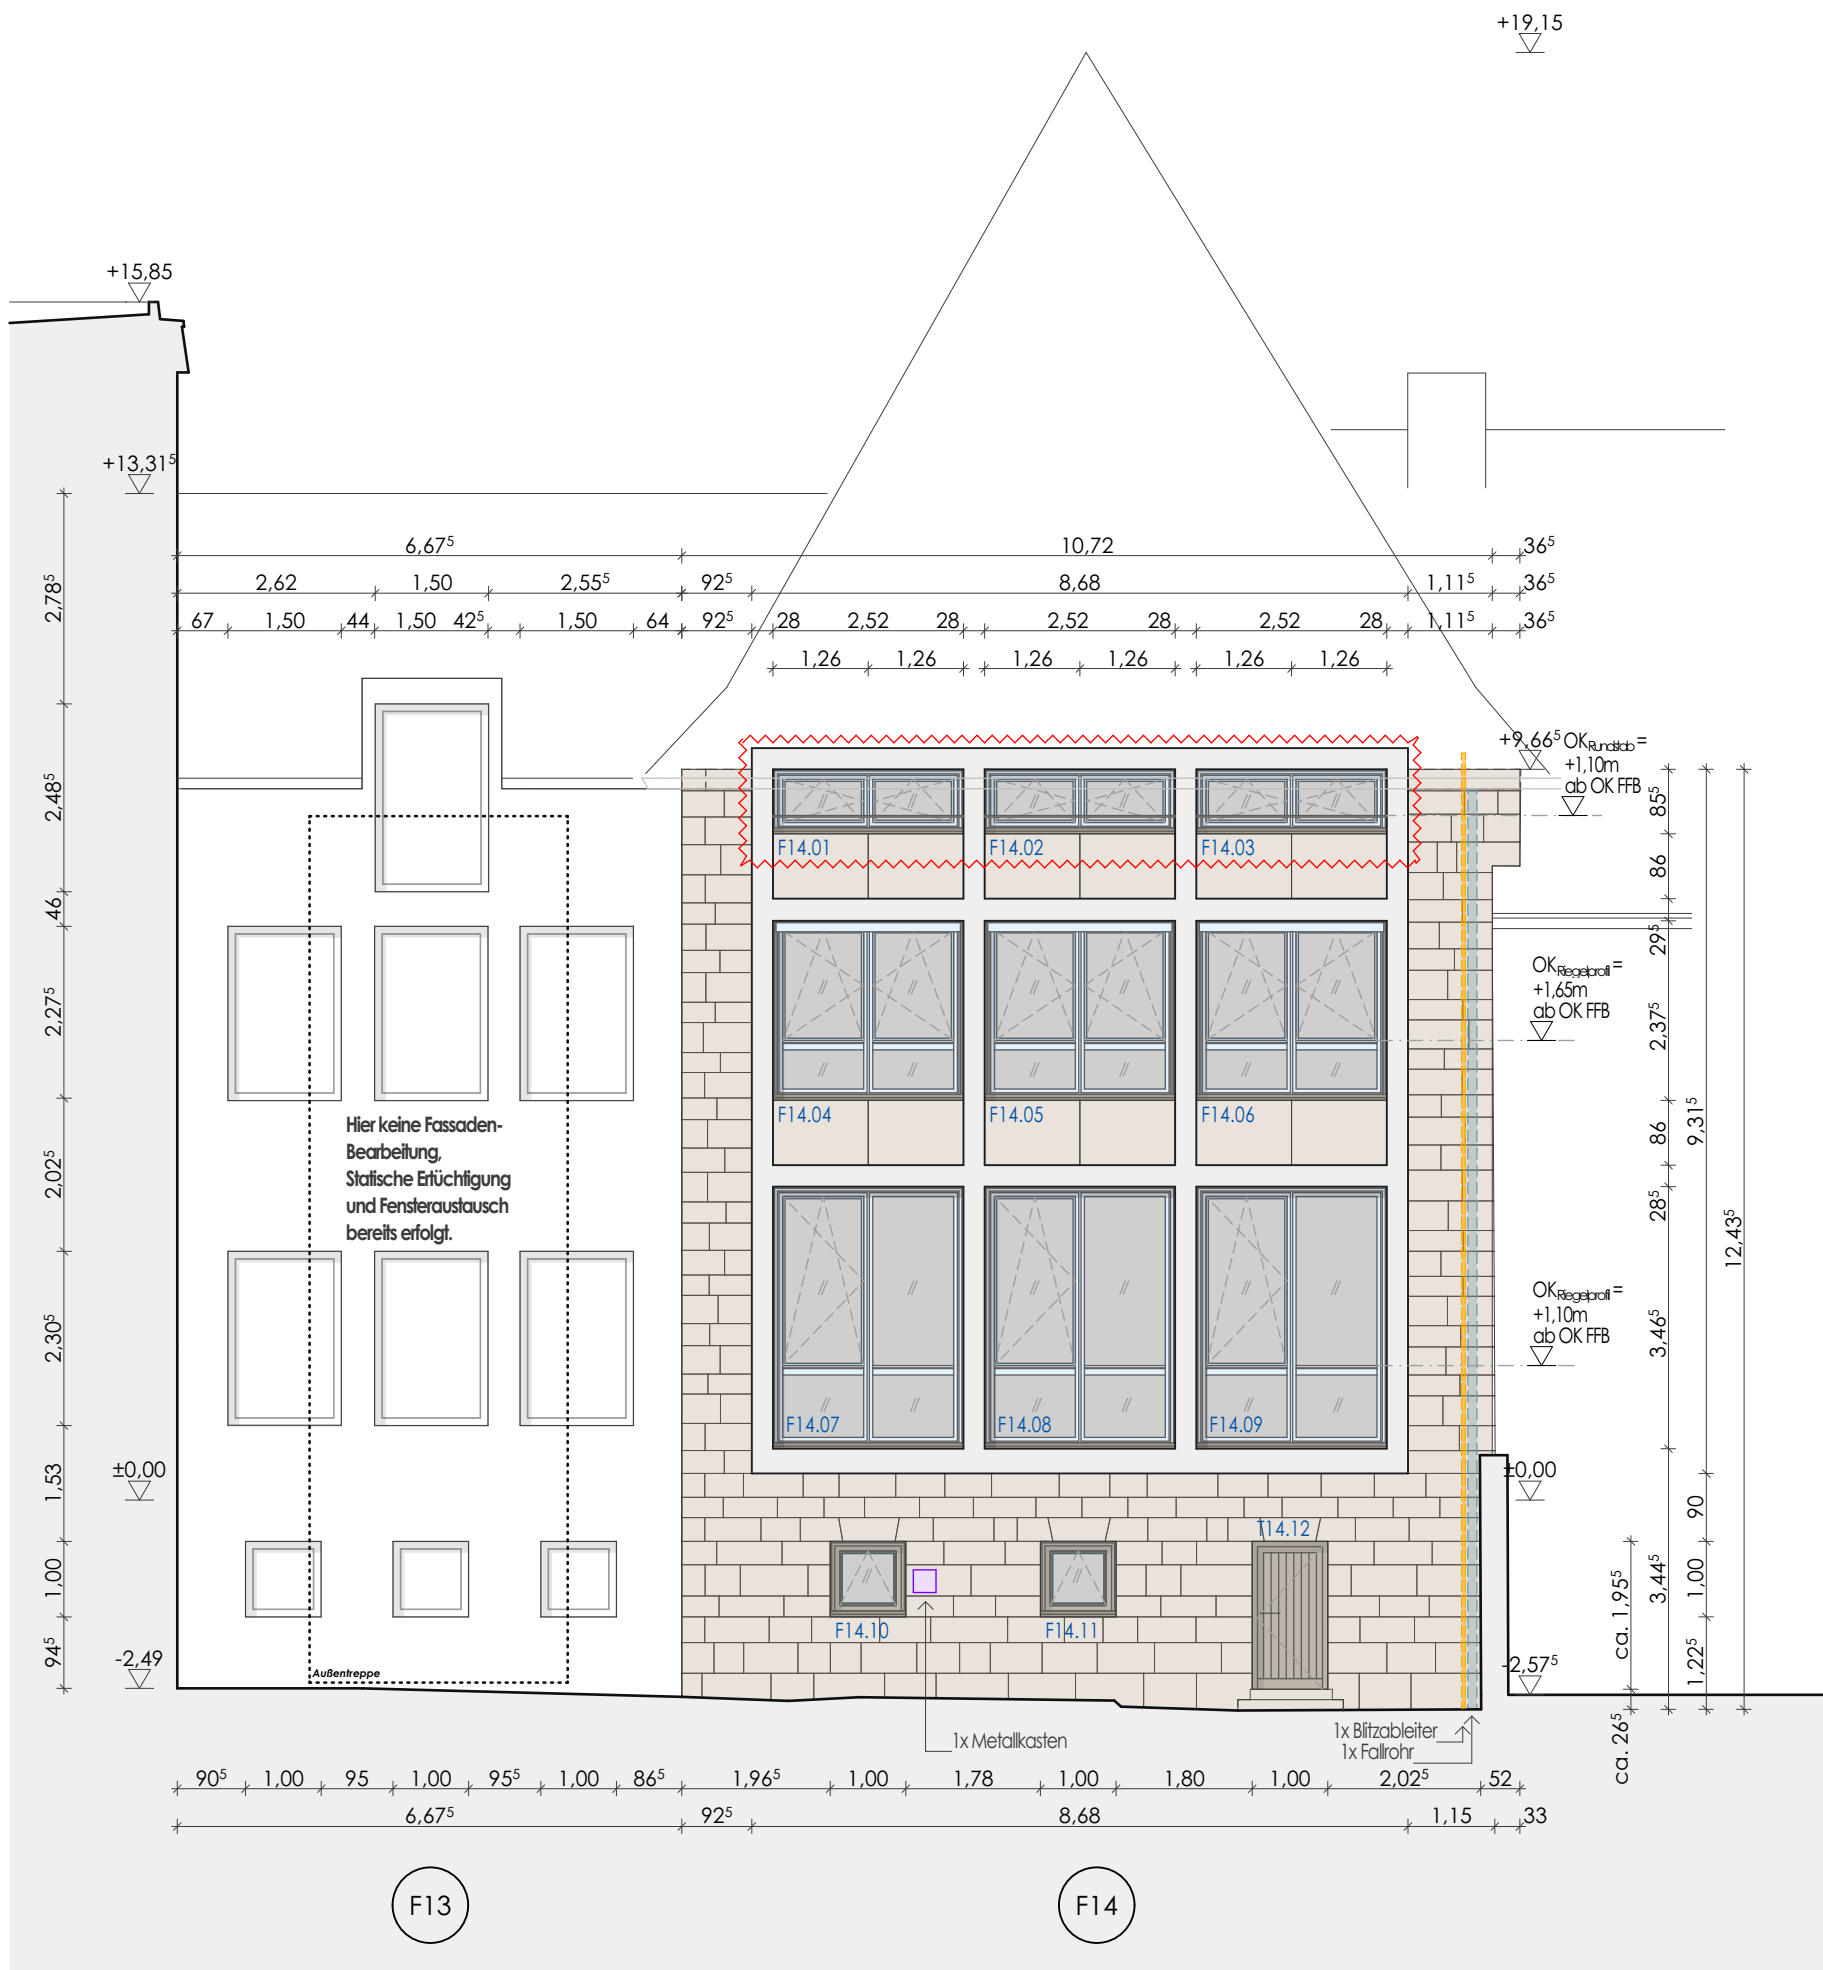 +19,15
+15,85
+13,31⁵
6,67⁵ 10,72 36⁵
2,62 1,50 2,55⁵ 92⁵ 8,68 1,11⁵ 36⁵
67 1,50 44 1,50 42⁵ 1,50 64 92⁵ 28 2,52 28 2,52 28 2,52 28 1,11⁵ 36⁵
1,26 1,26 1,26 1,26 1,26 1,26
2,78⁵
2,48⁵
46
2,27⁵
2,02⁵
2,30⁵
1,53
1,00
94⁵
+9,66⁵ OK Rundstab =
+1,10m
ab OK FFB
F14.01 F14.02 F14.03
OK Riegelprofil =
+1,65m
ab OK FFB
F14.04 F14.05 F14.06
Hier keine Fassaden-
Bearbeitung,
Statische Ertüchtigung
und Fensteraustausch
bereits erfolgt.
OK Riegelprofil =
+1,10m
ab OK FFB
F14.07 F14.08 F14.09
±0,00
±0,00
T14.12
F14.10 F14.11
-2,49
-2,57⁵
Außentreppe
1x Metallkasten
1x Blitzableiter
1x Fallrohr
85⁵
86
29⁵
2,37⁵
86
28⁵
3,46⁵
3,44⁵
9,31⁵
90
1,00
1,22⁵
12,43⁵
ca. 1,95⁵
ca. 26⁵
90⁵ 1,00 95 1,00 95⁵ 1,00 86⁵ 1,96⁵ 1,00 1,78 1,00 1,80 1,00 2,02⁵ 52
6,67⁵ 92⁵ 8,68 1,15 33
F13 F14